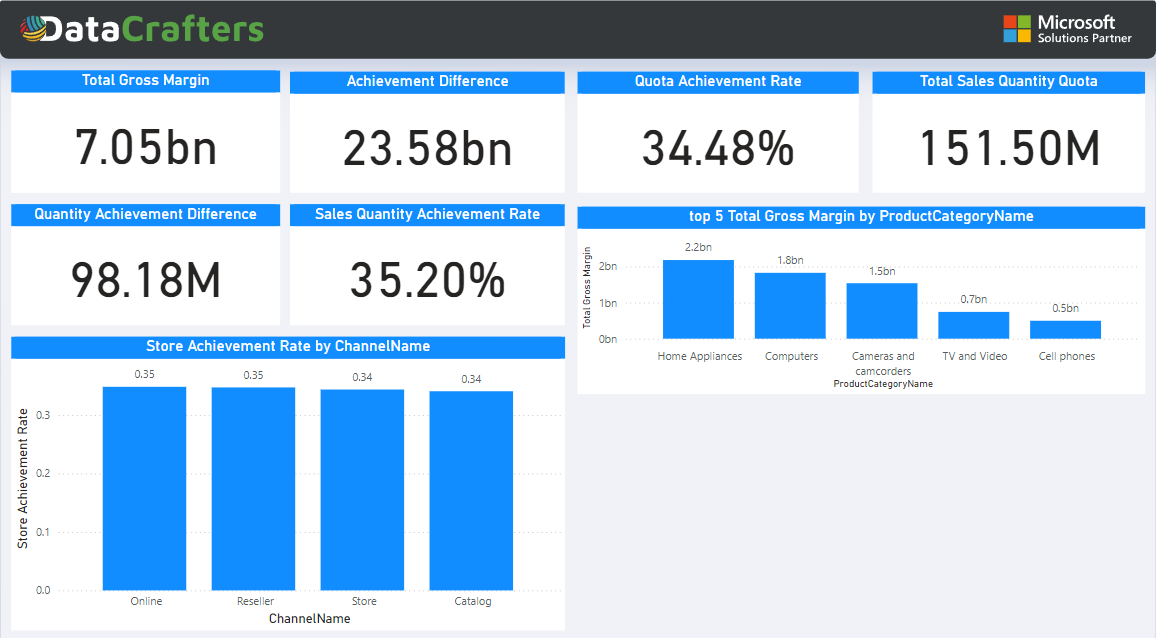 DataCrafters
Microsoft
Solutions Partner
Total Gross Margin
7.05bn
Achievement Difference
23.58bn
Quota Achievement Rate
34.48%
Total Sales Quantity Quota
151.50M
Quantity Achievement Difference
98.18M
Sales Quantity Achievement Rate
35.20%
top 5 Total Gross Margin by ProductCategoryName
Total Gross Margin
2bn
1bn
0bn
2.2bn
1.8bn
1.5bn
0.7bn
0.5bn
Home Appliances
Computers
Cameras and
camcorders
TV and Video
Cell phones
ProductCategoryName
Store Achievement Rate by ChannelName
Store Achievement Rate
0.3
0.2
0.1
0.0
0.35
0.35
0.34
0.34
Online
Reseller
Store
Catalog
ChannelName